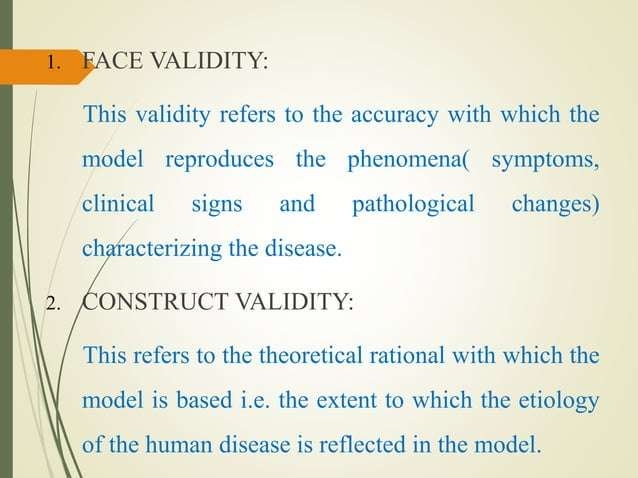 1. FACE VALIDITY:
This validity refers to the accuracy with which the
model reproduces the phenomena( symptoms,
clinical signs and pathological changes)
characterizing the disease.
2. CONSTRUCT VALIDITY:
This refers to the theoretical rational with which the
model is based i.e. the extent to which the etiology
of the human disease is reflected in the model.